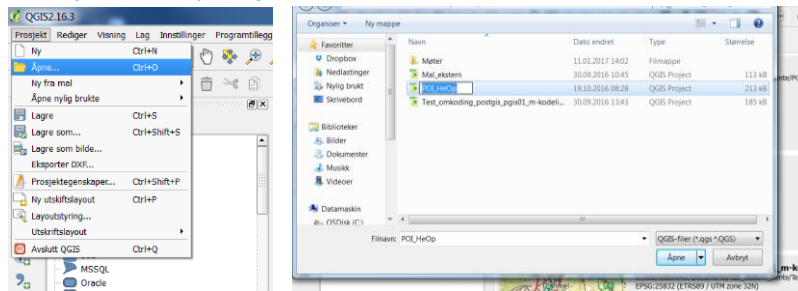 QGIS2.16.3
Prosjekt Rediger Visning Lag Innstillinger Programtillegg
Ny Ctrl+N
Åpne... Ctrl+O
Ny fra mal
Åpne nylig brukte
Lagre Ctrl+S
Lagre som... Ctrl+Shift+S
Lagre som bilde...
Eksporter DXF...
Prosjektegenskaper... Ctrl+Shift+P
Ny utskiftslayout Ctrl+P
Layoutstyring...
Utskriftslayout
Avslutt QGIS Ctrl+Q
MSSQL
Oracle
Organiser Ny mappe
Navn Dato endret Type Størrelse
Favoritter
Dropbox
Nedlastinger
Nylig brukt
Skrivebord
Biblioteker
Bilder
Dokumenter
Musikk
Videoer
Datamaskin
OSDisk (C:)
Møter 11.01.2017 14:02 Filmappe
Mal_ekstern 30.09.2016 10:45 QGIS Project 113 kB
POI_HeOp 19.10.2016 08:28 QGIS Project 213 kB
Test_omkoding_postgis_pgis01_m-kodeli... 30.09.2016 13:43 QGIS Project 185 kB
Filnavn: POI_HeOp QGIS-filer (*.qgs *.QGS)
Åpne Avbryt
EPSG:25832 (ETRS89 / UTM zone 32N)